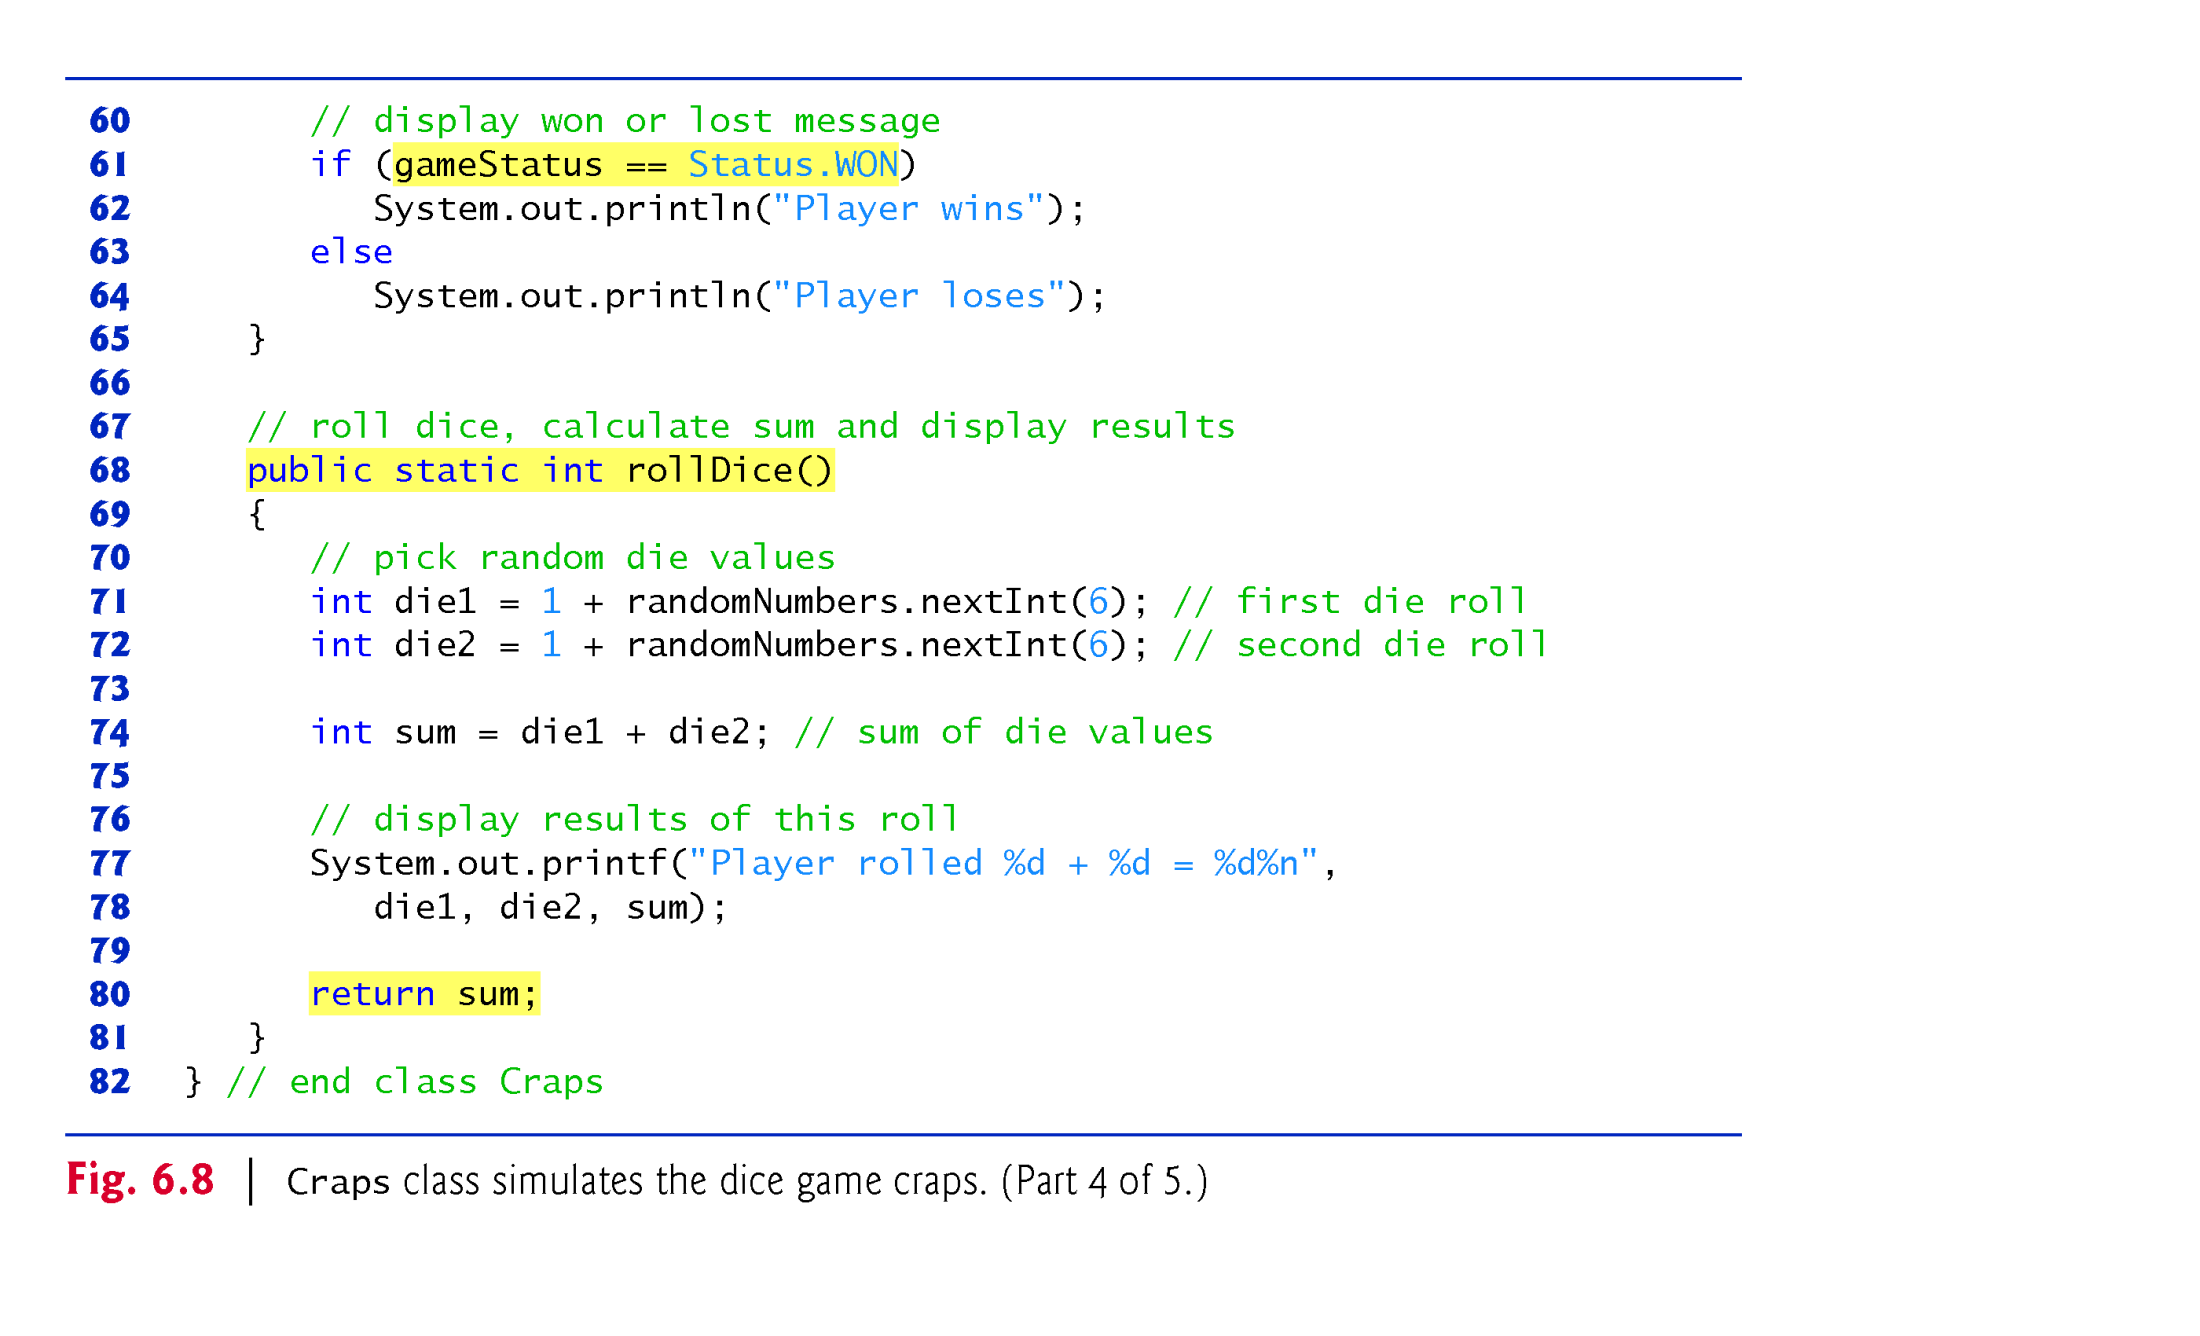 60 // display won or lost message
61 if (gameStatus == Status.WON)
62 System.out.println("Player wins");
63 else
64 System.out.println("Player loses");
65 }
66
67 // roll dice, calculate sum and display results
68 public static int rollDice()
69 {
70 // pick random die values
71 int die1 = 1 + randomNumbers.nextInt(6); // first die roll
72 int die2 = 1 + randomNumbers.nextInt(6); // second die roll
73
74 int sum = die1 + die2; // sum of die values
75
76 // display results of this roll
77 System.out.printf("Player rolled %d + %d = %d%n",
78 die1, die2, sum);
79
80 return sum;
81 }
82 } // end class Craps
Fig. 6.8 | Craps class simulates the dice game craps. (Part 4 of 5.)